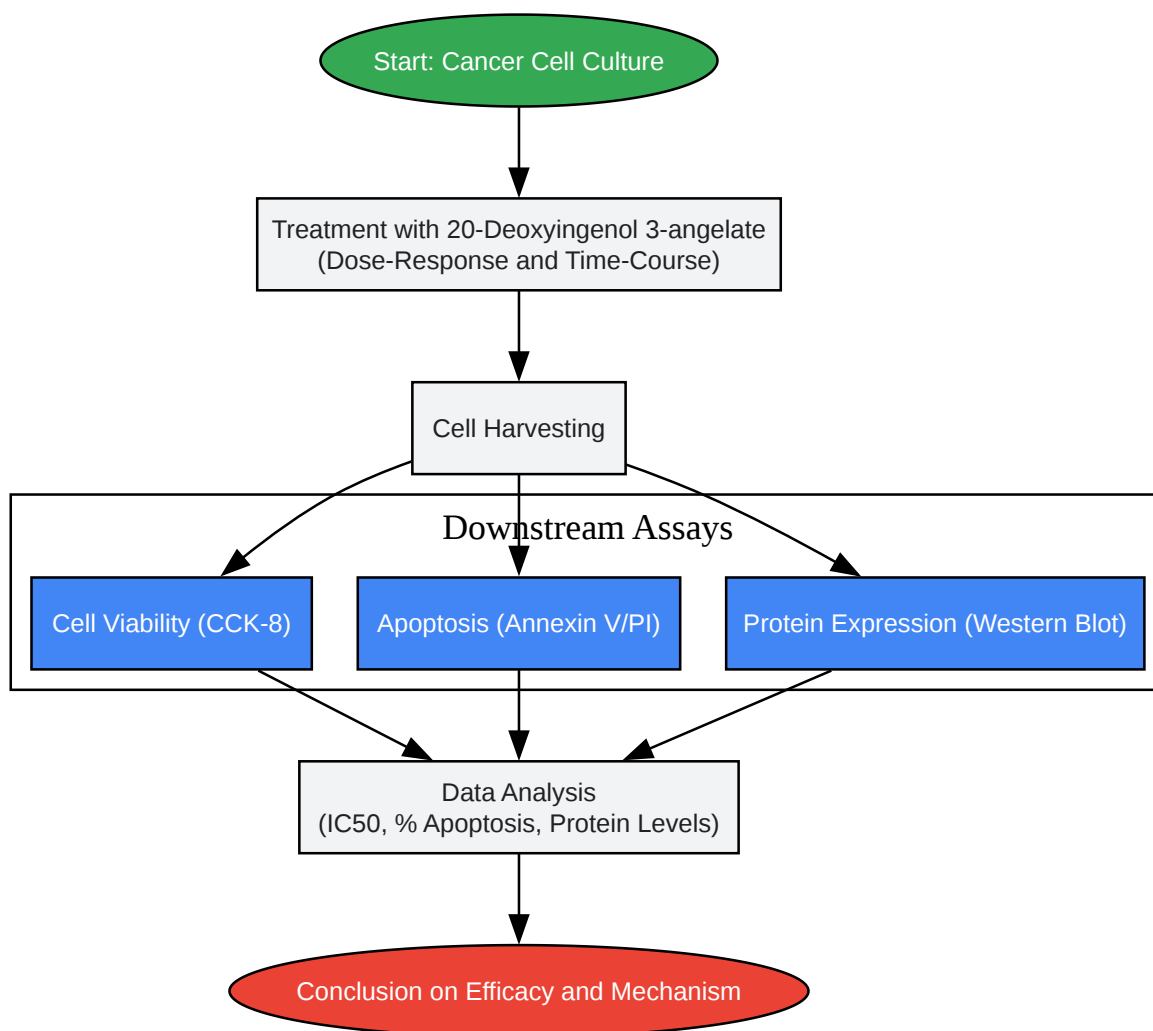 Start: Cancer Cell Culture
Treatment with 20-Deoxyingenol 3-angelate
(Dose-Response and Time-Course)
Cell Harvesting
Downstream Assays
Cell Viability (CCK-8)
Apoptosis (Annexin V/PI)
Protein Expression (Western Blot)
Data Analysis
(IC50, % Apoptosis, Protein Levels)
Conclusion on Efficacy and Mechanism